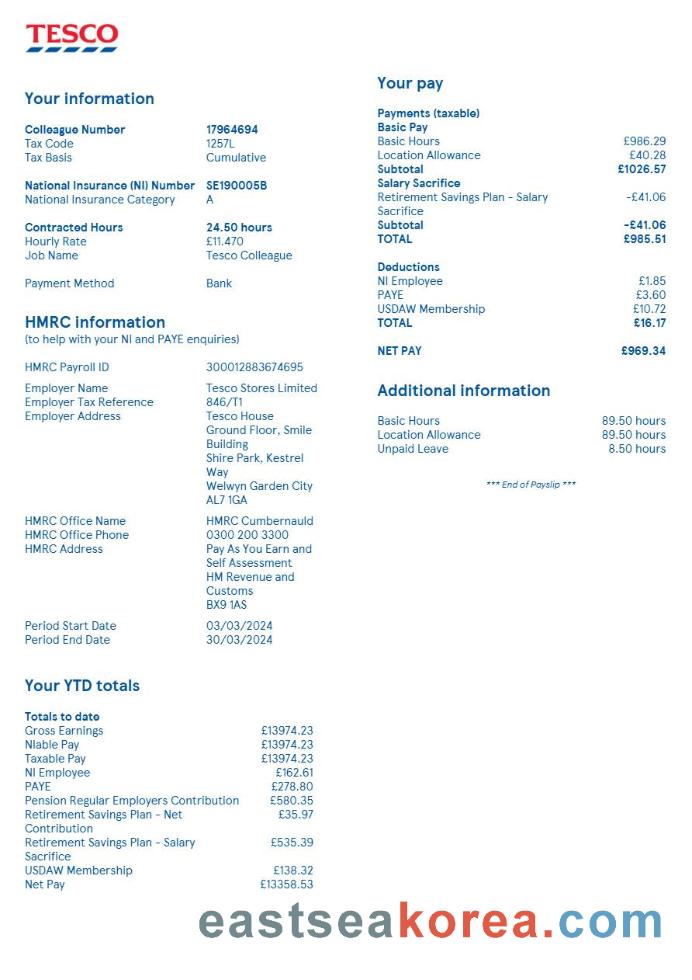 TESCO
Your information
Colleague Number 17964694
Tax Code 1257L
Tax Basis Cumulative
National Insurance (NI) Number SE190005B
National Insurance Category A
Contracted Hours 24.50 hours
Hourly Rate £11.470
Job Name Tesco Colleague
Payment Method Bank
HMRC information
(to help with your NI and PAYE enquiries)
HMRC Payroll ID 300012883674695
Employer Name Tesco Stores Limited
Employer Tax Reference 846/T1
Employer Address Tesco House
Ground Floor, Smile
Building
Shire Park, Kestrel
Way
Welwyn Garden City
AL7 1GA
HMRC Office Name HMRC Cumbernauld
HMRC Office Phone 0300 200 3300
HMRC Address Pay As You Earn and
Self Assessment
HM Revenue and
Customs
BX9 1AS
Period Start Date 03/03/2024
Period End Date 30/03/2024
Your YTD totals
Totals to date
Gross Earnings £13974.23
NIable Pay £13974.23
Taxable Pay £13974.23
NI Employee £162.61
PAYE £278.80
Pension Regular Employers Contribution £580.35
Retirement Savings Plan - Net £35.97
Contribution
Retirement Savings Plan - Salary £535.39
Sacrifice
USDAW Membership £138.32
Net Pay £13358.53
Your pay
Payments (taxable)
Basic Pay
Basic Hours £986.29
Location Allowance £40.28
Subtotal £1026.57
Salary Sacrifice
Retirement Savings Plan - Salary -£41.06
Sacrifice
Subtotal -£41.06
TOTAL £985.51
Deductions
NI Employee £1.85
PAYE £3.60
USDAW Membership £10.72
TOTAL £16.17
NET PAY £969.34
Additional information
Basic Hours 89.50 hours
Location Allowance 89.50 hours
Unpaid Leave 8.50 hours
*** End of Payslip ***
eastseakorea.com